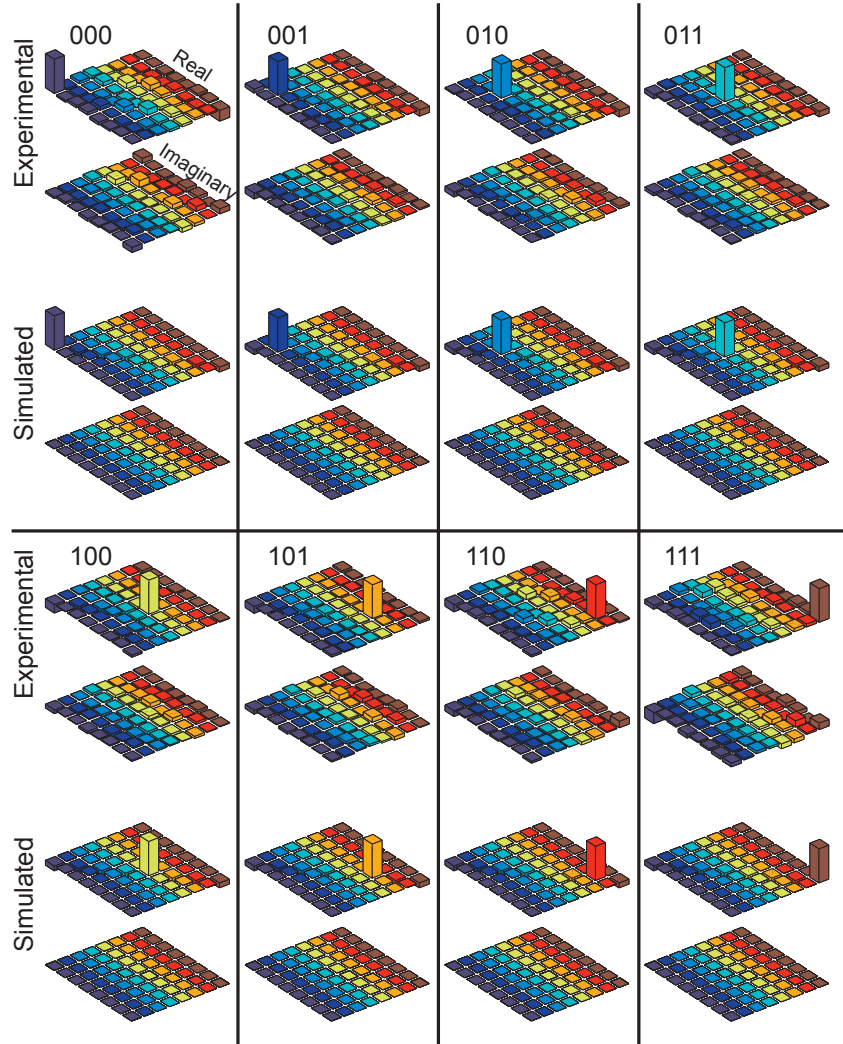 000
001
010
011
Experimental
Real
Imaginary
Simulated
100
101
110
111
Experimental
Simulated